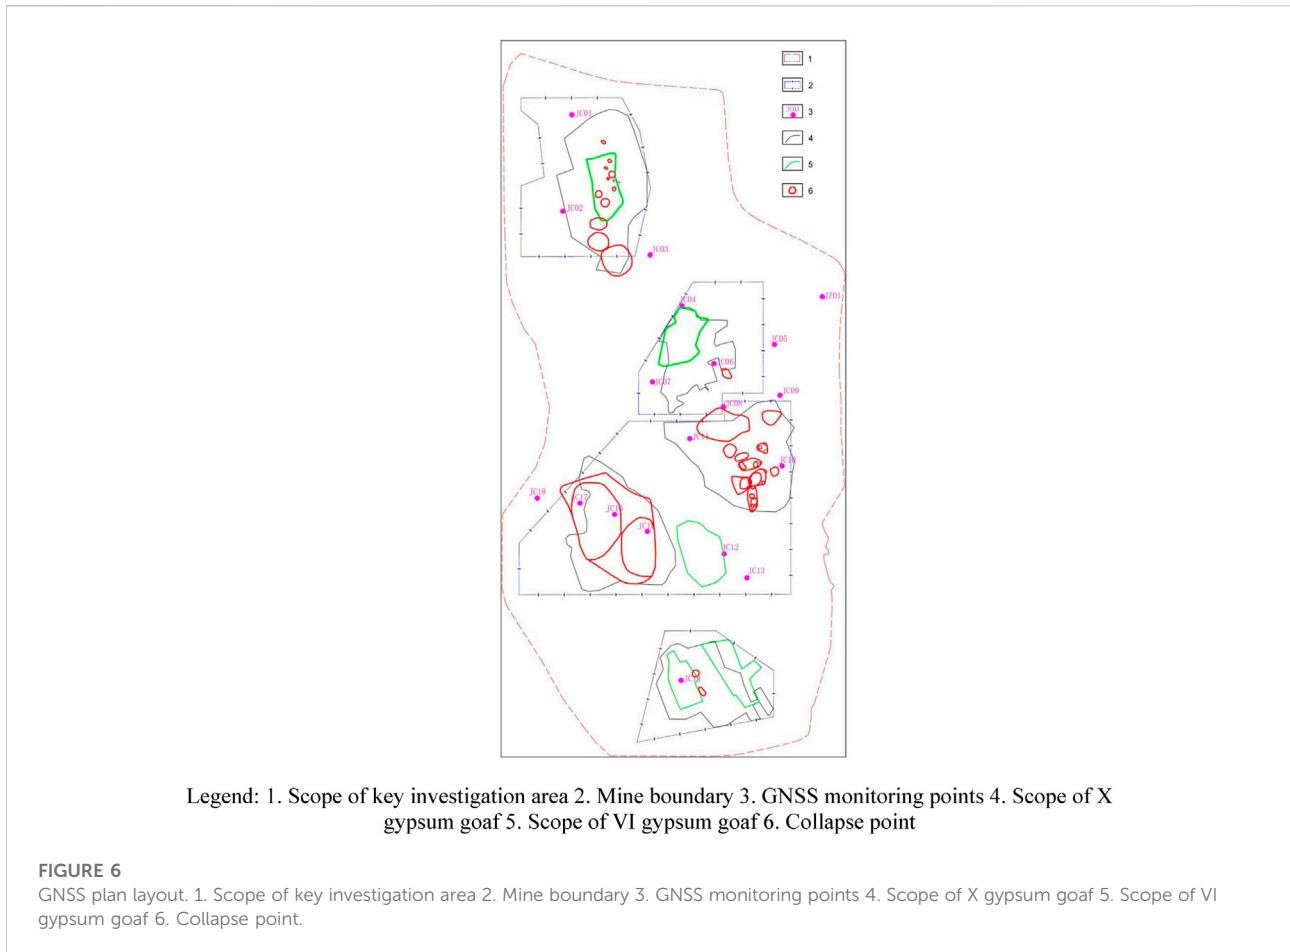 1
2
JC03
3
4
5
6
JC01
JC02
JC03
JC04
JZ01
JC05
JC06
JC07
JC09
JC08
JC11
JC10
JC18
JC16
JC12
JC13
Legend: 1. Scope of key investigation area 2. Mine boundary 3. GNSS monitoring points 4. Scope of X
gypsum goaf 5. Scope of VI gypsum goaf 6. Collapse point
FIGURE 6
GNSS plan layout. 1. Scope of key investigation area 2. Mine boundary 3. GNSS monitoring points 4. Scope of X gypsum goaf 5. Scope of VI
gypsum goaf 6. Collapse point.